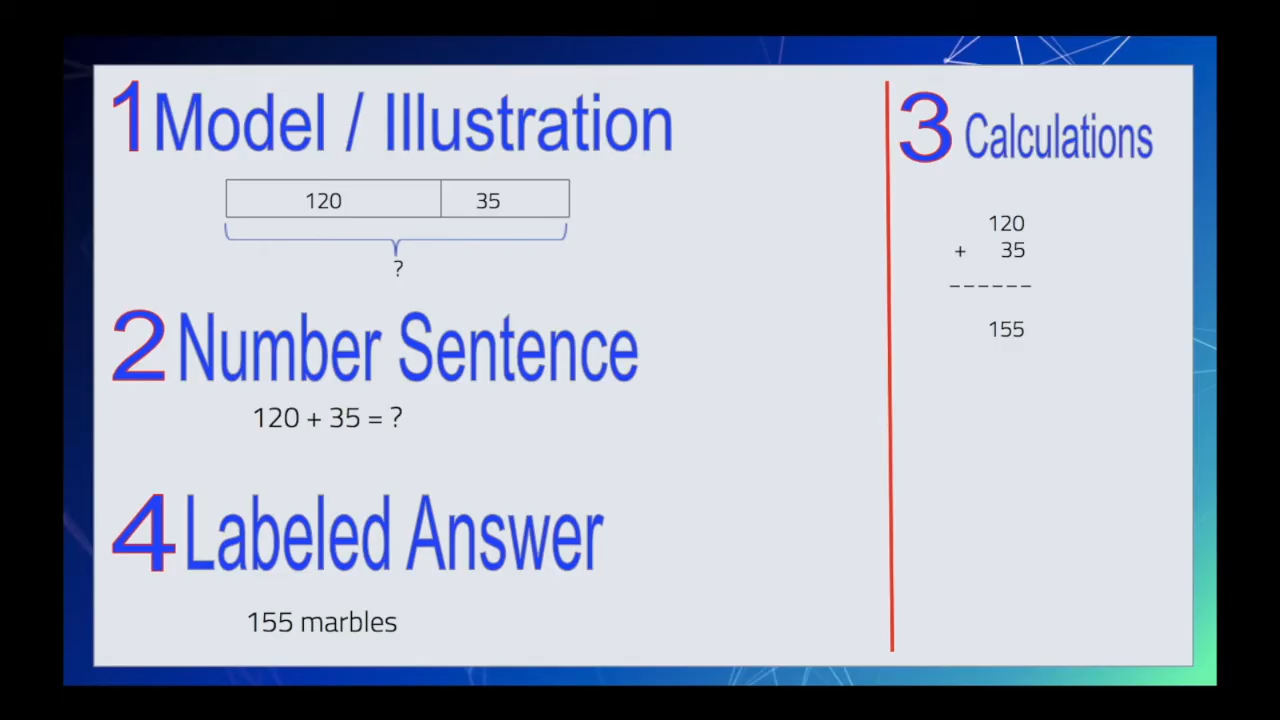 1 Model / Illustration
120 35
?
2 Number Sentence
120 + 35 = ?
3 Calculations
120
+ 35
------
155
4 Labeled Answer
155 marbles